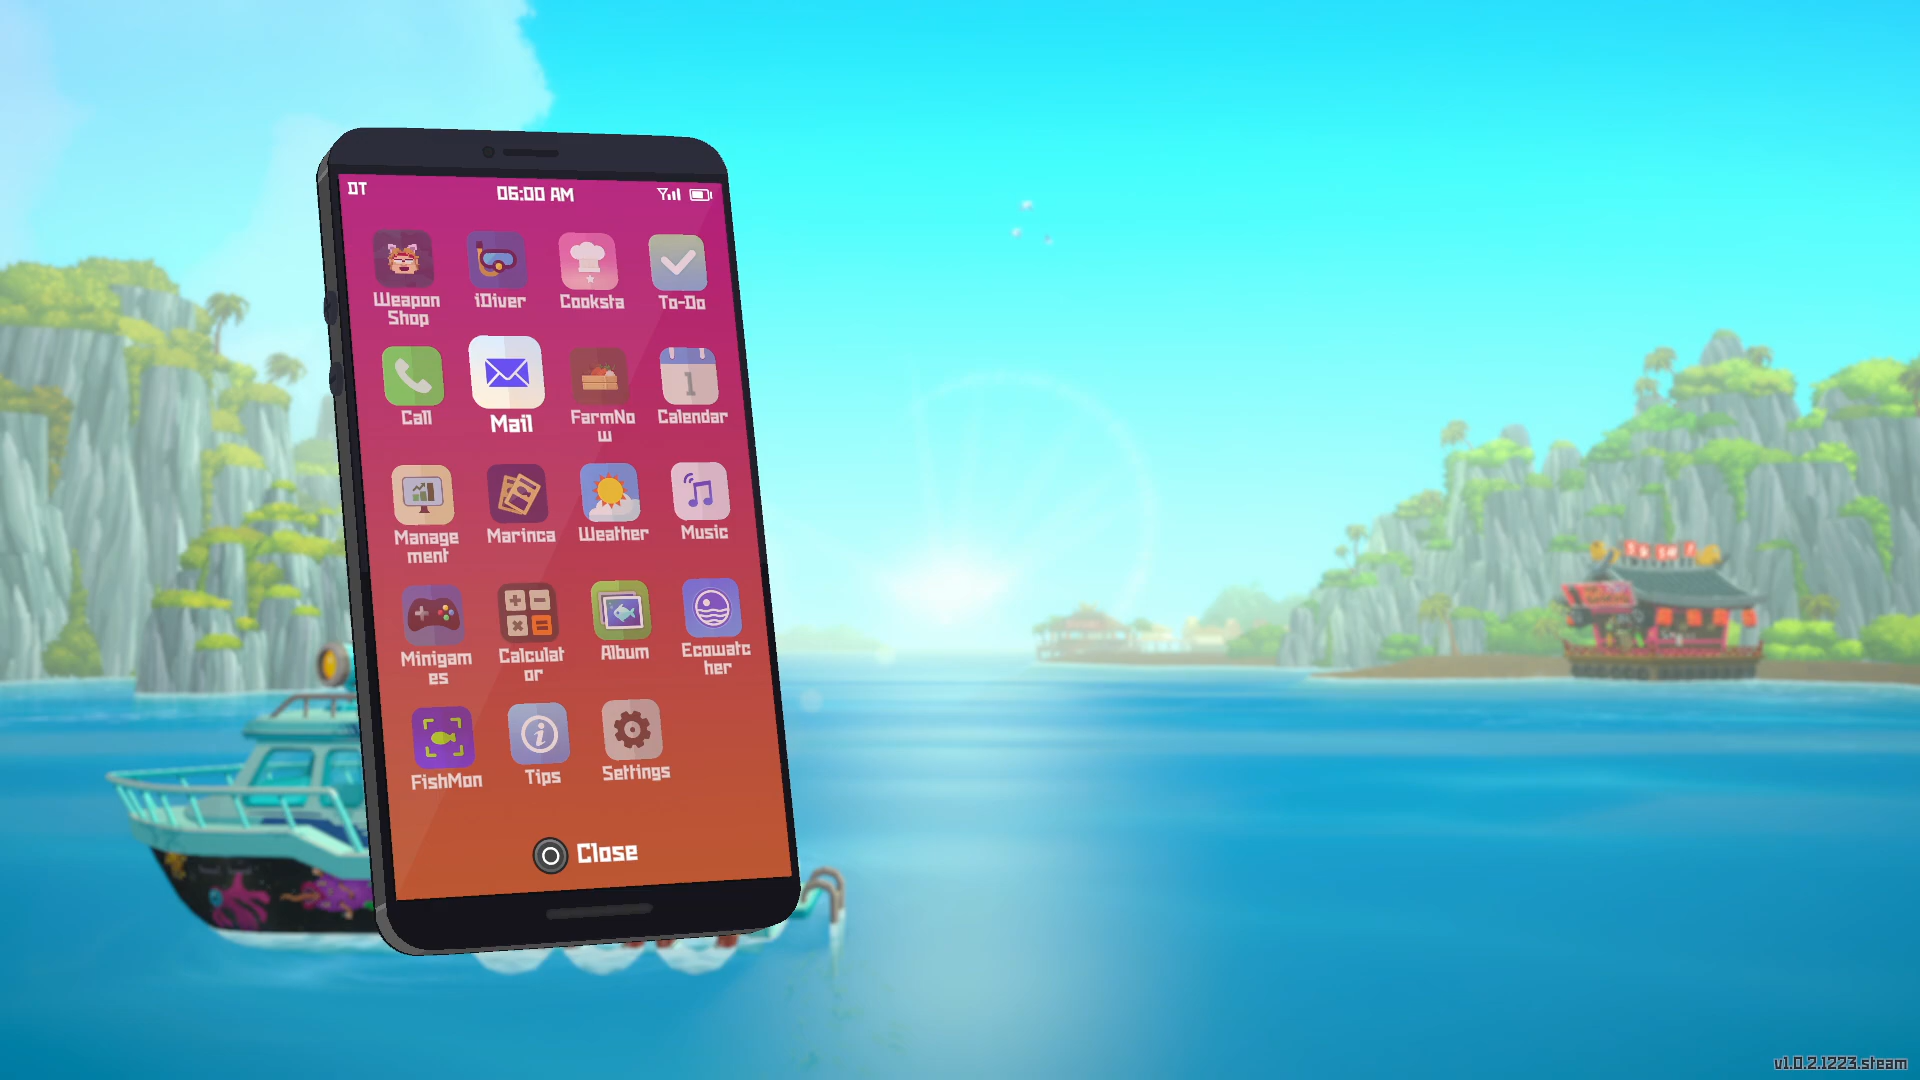 DT
06:00 AM
Weapon
Shop
iDiver
Cooksta
To-Do
Call
Mail
FarmNo
w
1
Calendar
Manage
ment
Marinca
Weather
Music
Minigam
es
Calculat
or
Album
Ecowatc
her
FishMon
Tips
Settings
Close
v1.0.2.1223.steam